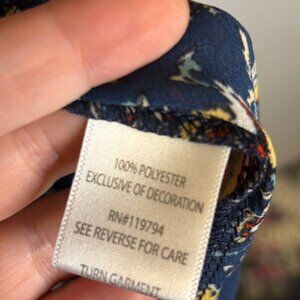 100% POLYESTER
EXCLUSIVE OF DECORATION
RN#119794
SEE REVERSE FOR CARE
TURN GARMENT